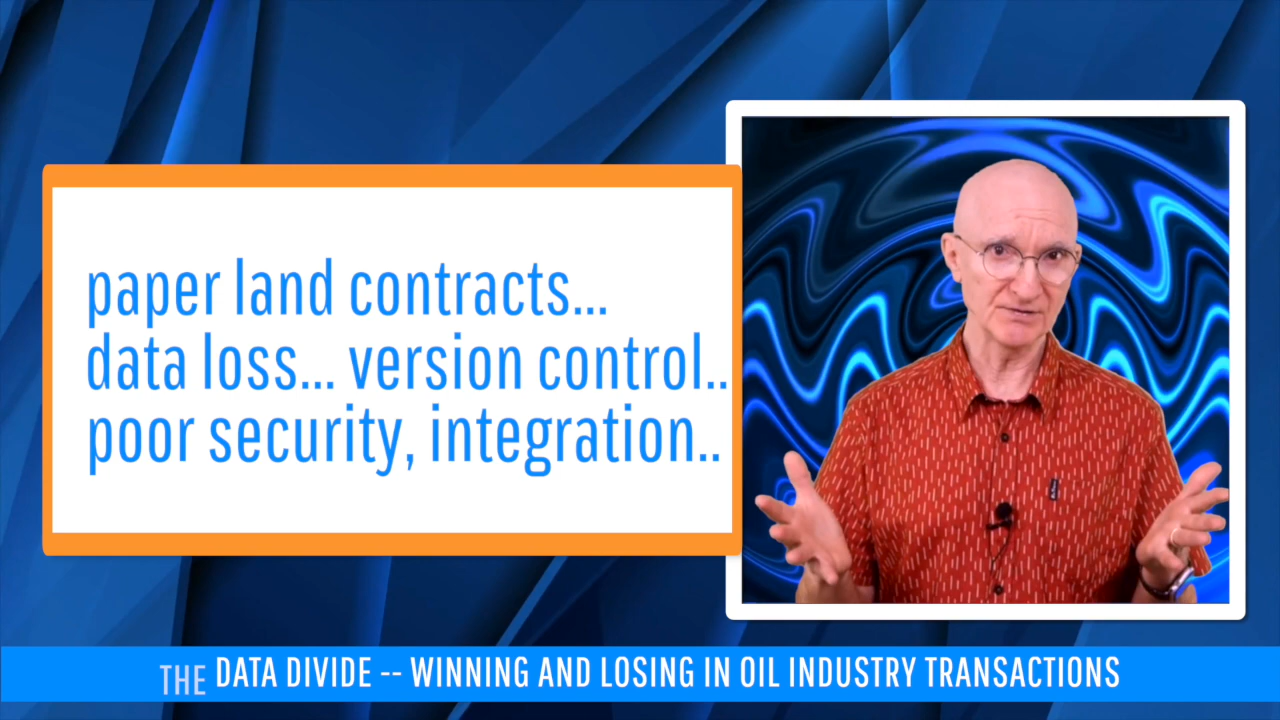 paper land contracts...
data loss... version control..
poor security, integration..
THE DATA DIVIDE -- WINNING AND LOSING IN OIL INDUSTRY TRANSACTIONS